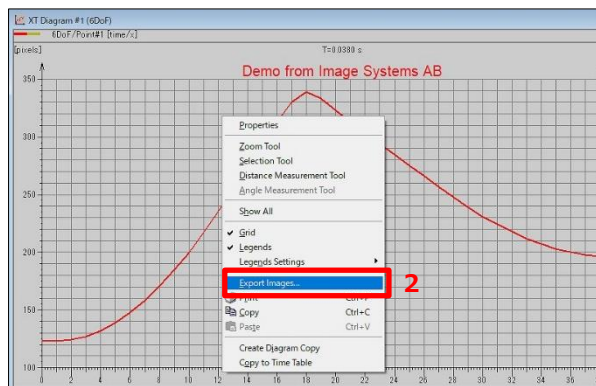 XT Diagram #1 (6DoF)
6DoF/Point#1 [time/x]
[pixels]
T=0.0380 s
Demo from Image Systems AB
350
300
250
200
150
100
Properties
Zoom Tool
Selection Tool
Distance Measurement Tool
Angle Measurement Tool
Show All
Grid
Legends
Legends Settings
Export Images...
2
Print Ctrl+P
Copy Ctrl+C
Paste Ctrl+V
Create Djagram Copy
Copy to Time Table
0 2 4 6 8 10 12 14 16 18 20 22 24 26 28 30 32 34 36